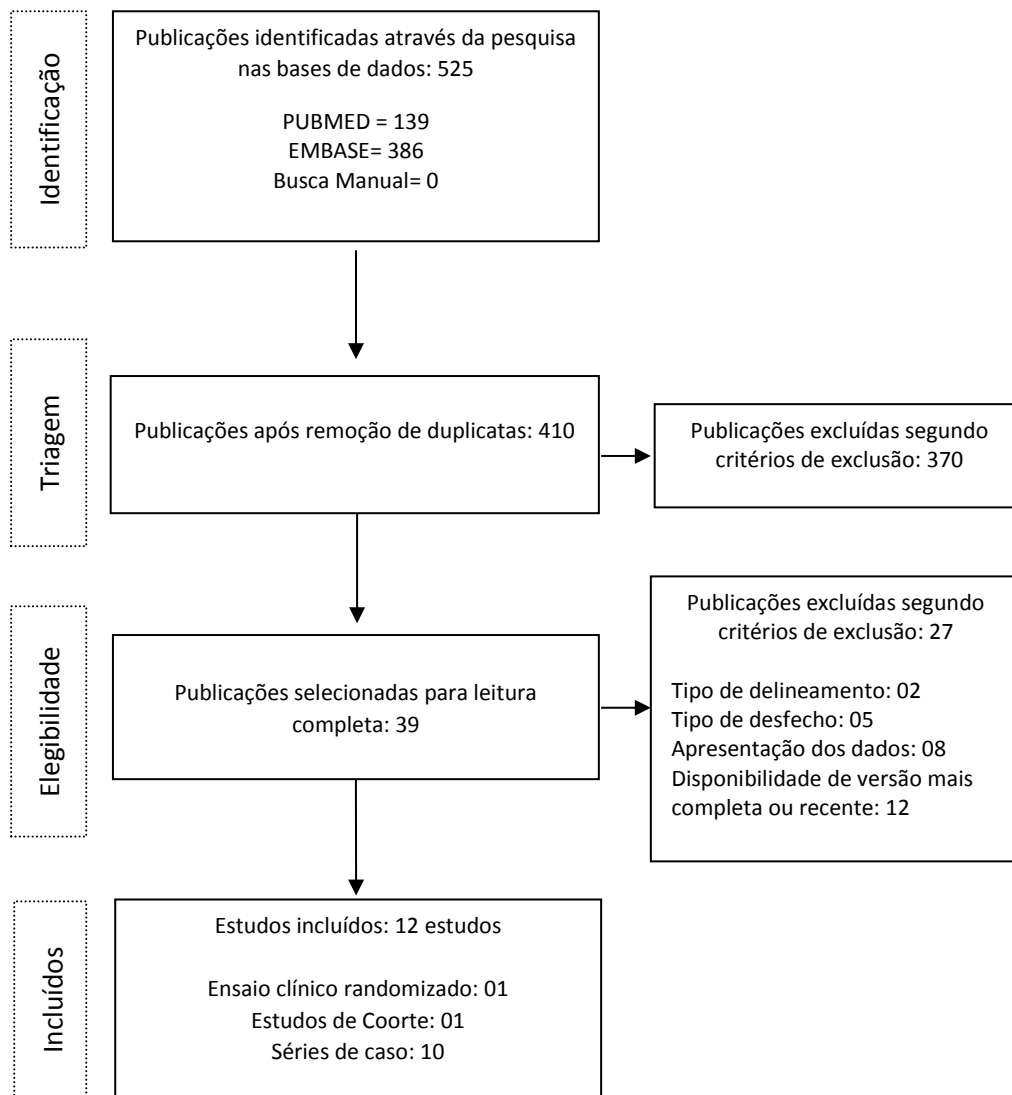 Identificação
Publicações identificadas através da pesquisa
nas bases de dados: 525
PUBMED = 139
EMBASE= 386
Busca Manual= 0
Triagem
Publicações após remoção de duplicatas: 410
Publicações excluídas segundo
critérios de exclusão: 370
Elegibilidade
Publicações selecionadas para leitura
completa: 39
Publicações excluídas segundo
critérios de exclusão: 27
Tipo de delineamento: 02
Tipo de desfecho: 05
Apresentação dos dados: 08
Disponibilidade de versão mais
completa ou recente: 12
Incluídos
Estudos incluídos: 12 estudos
Ensaio clínico randomizado: 01
Estudos de Coorte: 01
Séries de caso: 10